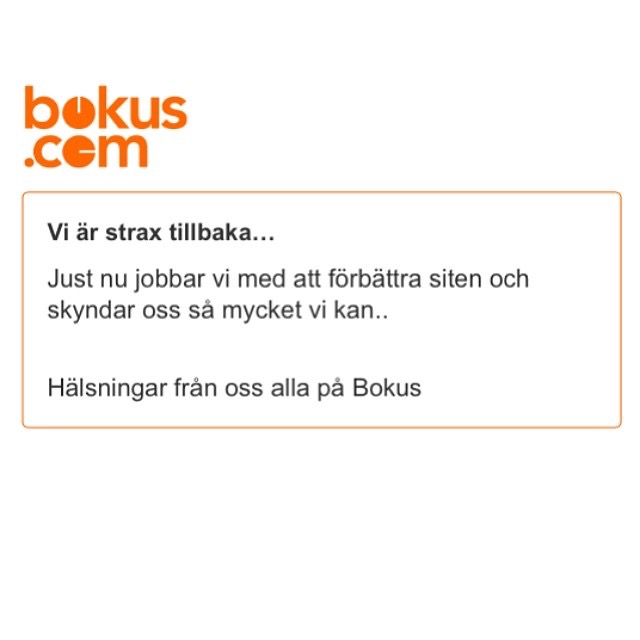 bokus
.com
Vi är strax tillbaka…
Just nu jobbar vi med att förbättra siten och
skyndar oss så mycket vi kan..
Hälsningar från oss alla på Bokus